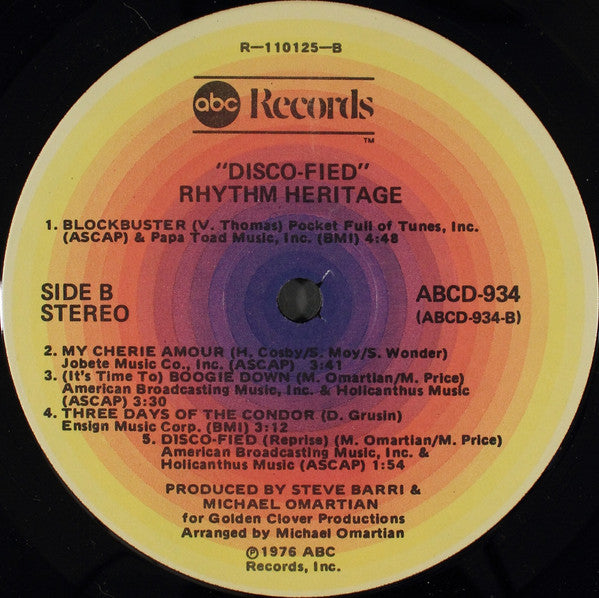 R-110125-B
abc Records
TM
"DISCO-FIED"
RHYTHM HERITAGE
1. BLOCKBUSTER (V. Thomas) Pocket Full of Tunes, Inc.
(ASCAP) & Papa Toad Music, Inc. (BMI) 4:48
SIDE B
STEREO
ABCD-934
(ABCD-934-B)
2. MY CHERIE AMOUR (H. Cosby/S. Moy/S. Wonder)
Jobete Music Co., Inc. (ASCAP) 3:41
3. (It's Time To) BOOGIE DOWN (M. Omartian/M. Price)
American Broadcasting Music, Inc. & Holicanthus Music
(ASCAP) 3:30
4. THREE DAYS OF THE CONDOR (D. Grusin)
Ensign Music Corp. (BMI) 3:12
5. DISCO-FIED (Reprise) (M. Omartian/M. Price)
American Broadcasting Music, Inc. &
Holicanthus Music (ASCAP) 1:54
PRODUCED BY STEVE BARRI &
MICHAEL OMARTIAN
for Golden Clover Productions
Arranged by Michael Omartian
℗1976 ABC
Records, Inc.